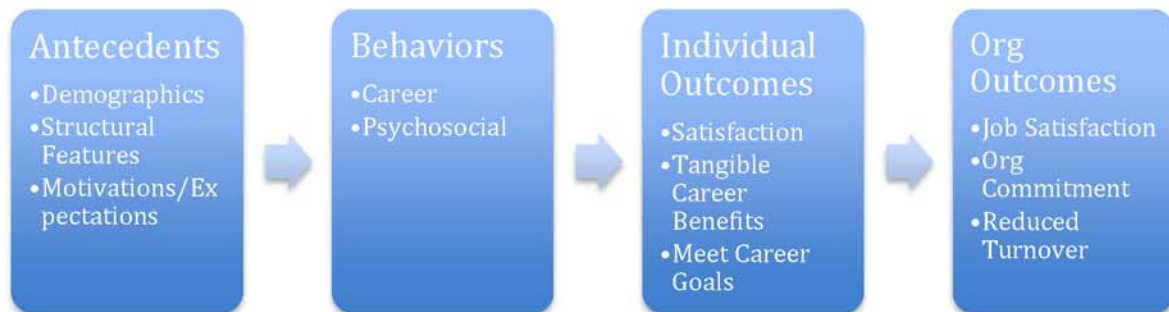 Antecedents
•Demographics
•Structural
Features
•Motivations/Ex
pectations
Behaviors
•Career
•Psychosocial
Individual
Outcomes
•Satisfaction
•Tangible
Career
Benefits
•Meet Career
Goals
Org
Outcomes
•Job Satisfaction
•Org
Commitment
•Reduced
Turnover